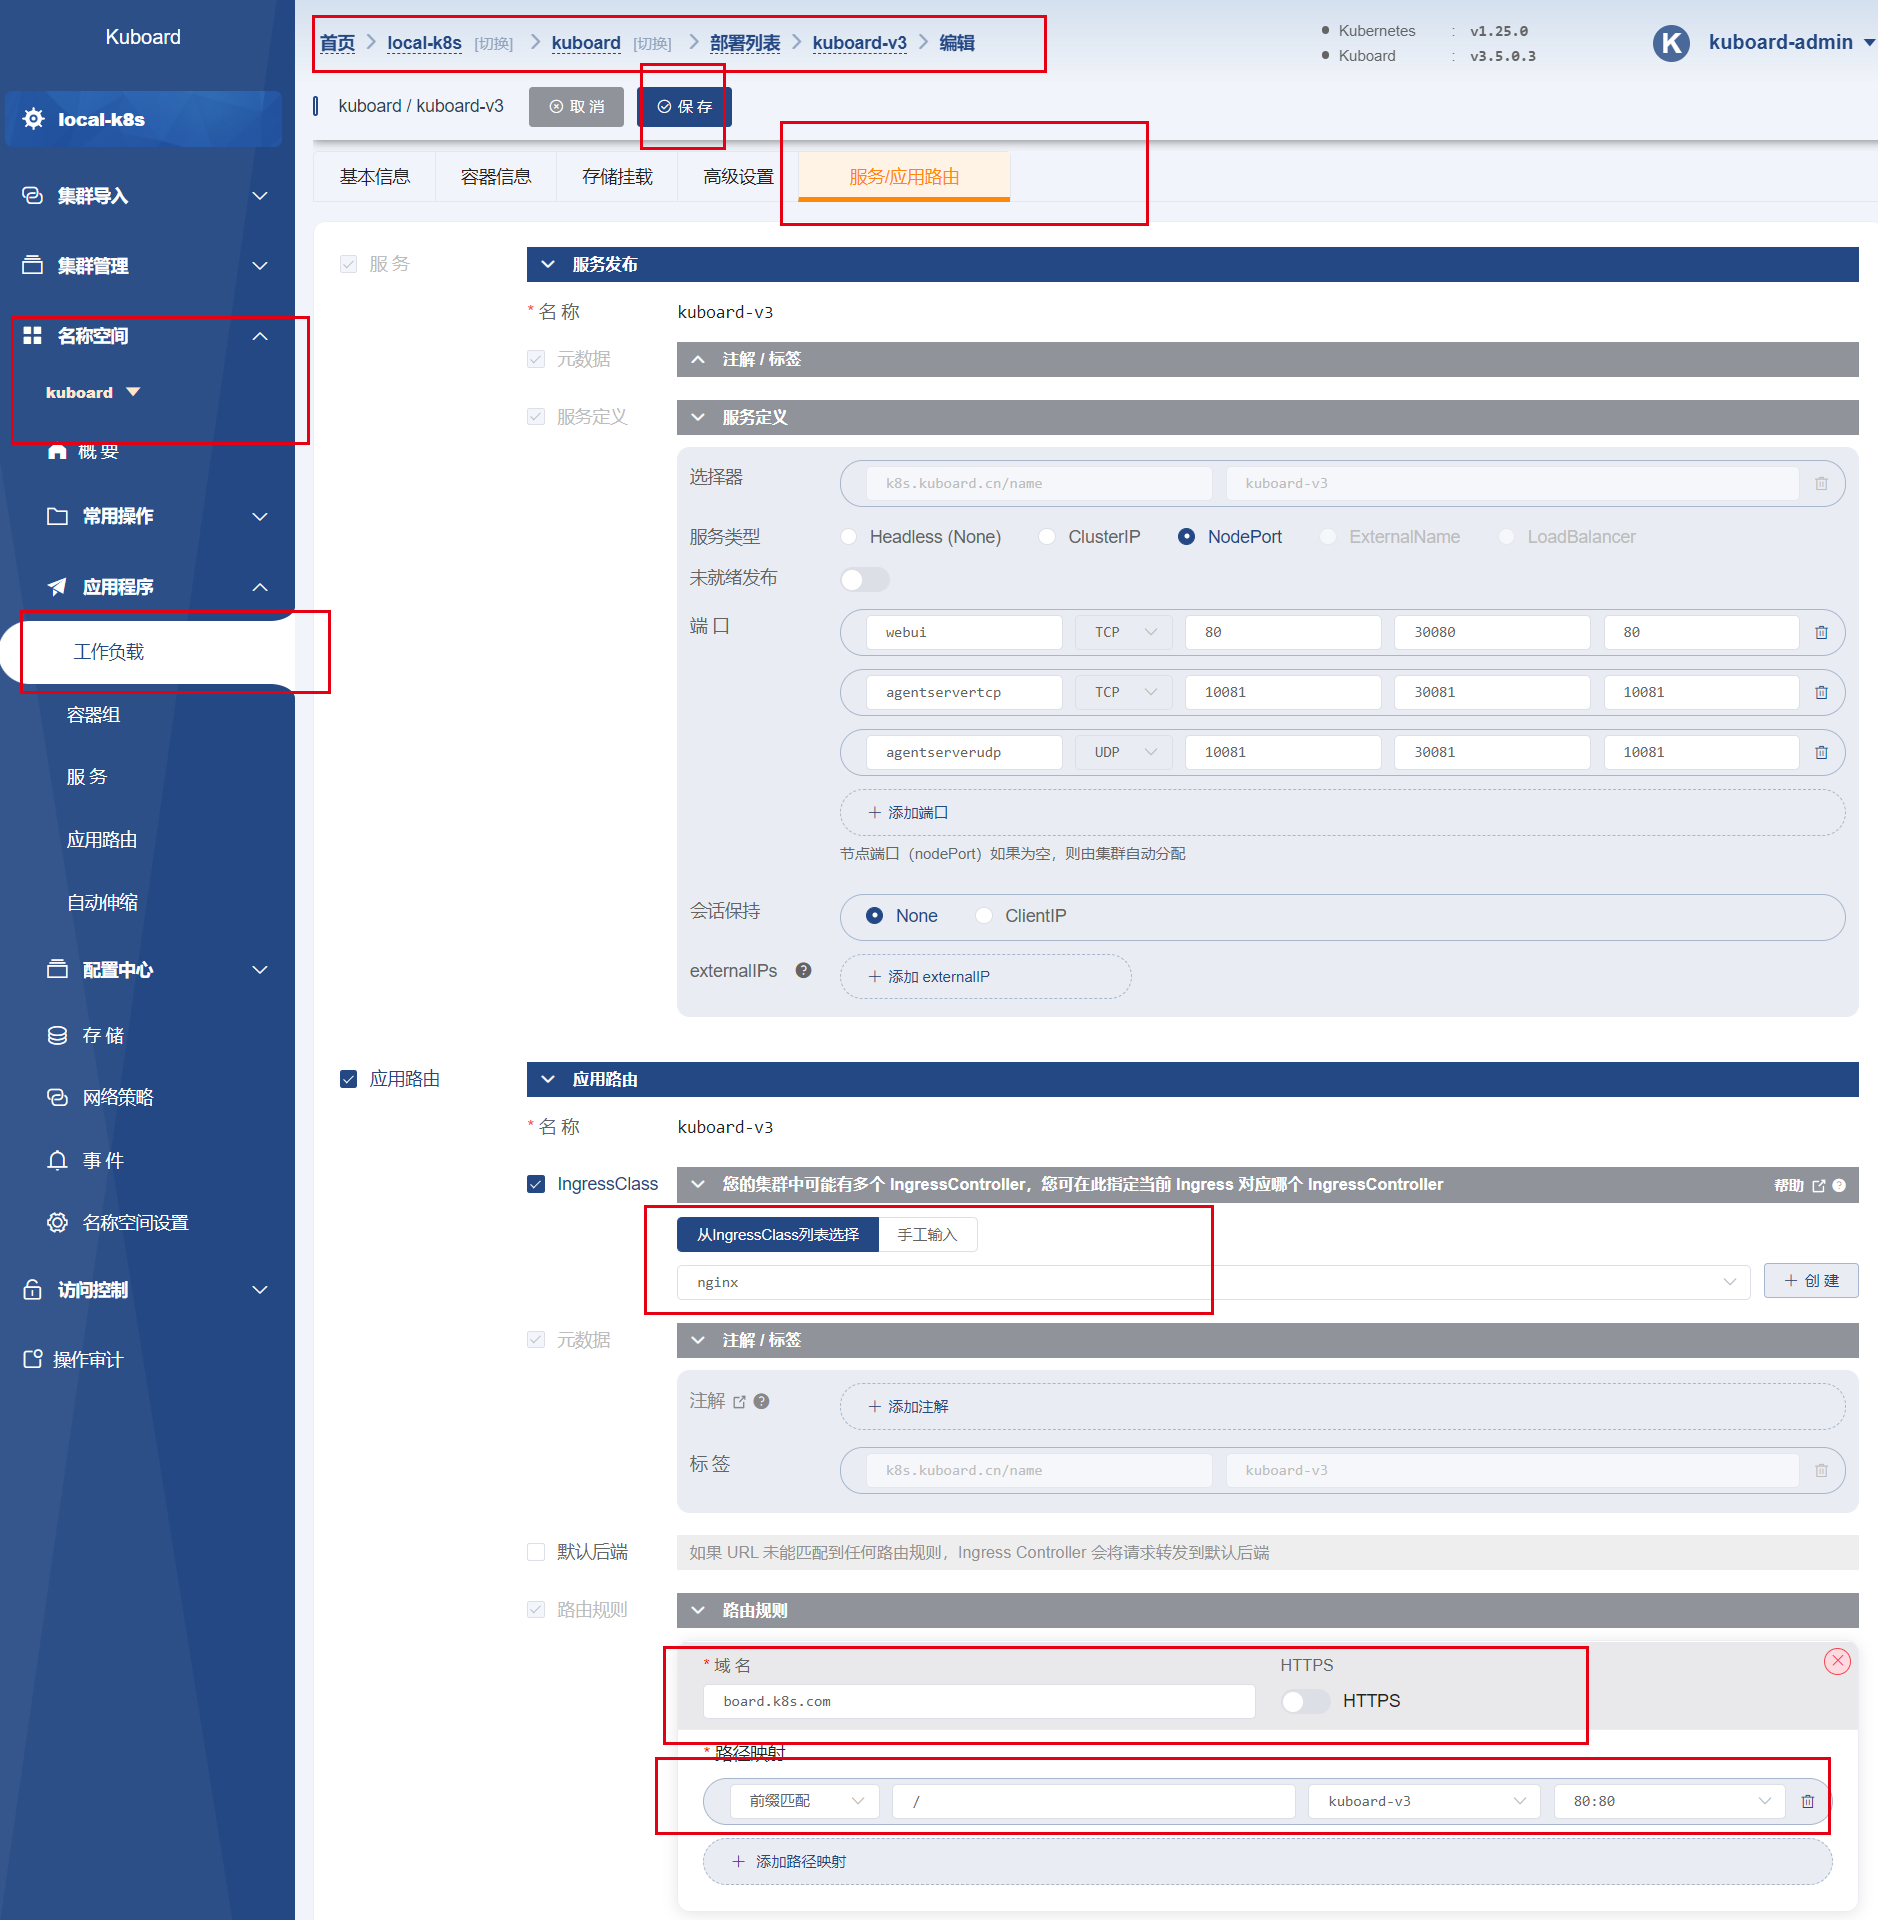 Kuboard
local-k8s
集群导入
集群管理
名称空间
kuboard
概 要
常用操作
应用程序
工作负载
容器组
服 务
应用路由
自动伸缩
配置中心
存 储
网络策略
事 件
名称空间设置
访问控制
操作审计
首页 local-k8s [切换] kuboard [切换] 部署列表 kuboard-v3 编辑
Kubernetes : v1.25.0
Kuboard : v3.5.0.3
K kuboard-admin
kuboard / kuboard-v3 取 消 保 存
基本信息 容器信息 存储挂载 高级设置 服务/应用路由
服 务 服务发布
* 名 称 kuboard-v3
元数据 注解 / 标签
服务定义 服务定义
选择器 k8s.kuboard.cn/name kuboard-v3
服务类型 Headless (None) ClusterIP NodePort ExternalName LoadBalancer
未就绪发布
端 口 webui TCP 80 30080 80
agentservertcp TCP 10081 30081 10081
agentserverudp UDP 10081 30081 10081
+ 添加端口
节点端口（nodePort）如果为空，则由集群自动分配
会话保持 None ClientIP
externalIPs ? + 添加 externalIP
应用路由 应用路由
* 名 称 kuboard-v3
IngressClass 您的集群中可能有多个 IngressController，您可在此指定当前 Ingress 对应哪个 IngressController 帮助 ?
从IngressClass列表选择 手工输入
nginx + 创 建
元数据 注解 / 标签
注解 ? + 添加注解
标 签 k8s.kuboard.cn/name kuboard-v3
默认后端 如果 URL 未能匹配到任何路由规则，Ingress Controller 会将请求转发到默认后端
路由规则 路由规则
* 域 名 HTTPS
board.k8s.com HTTPS
* 路径映射
前缀匹配 / kuboard-v3 80:80
+ 添加路径映射